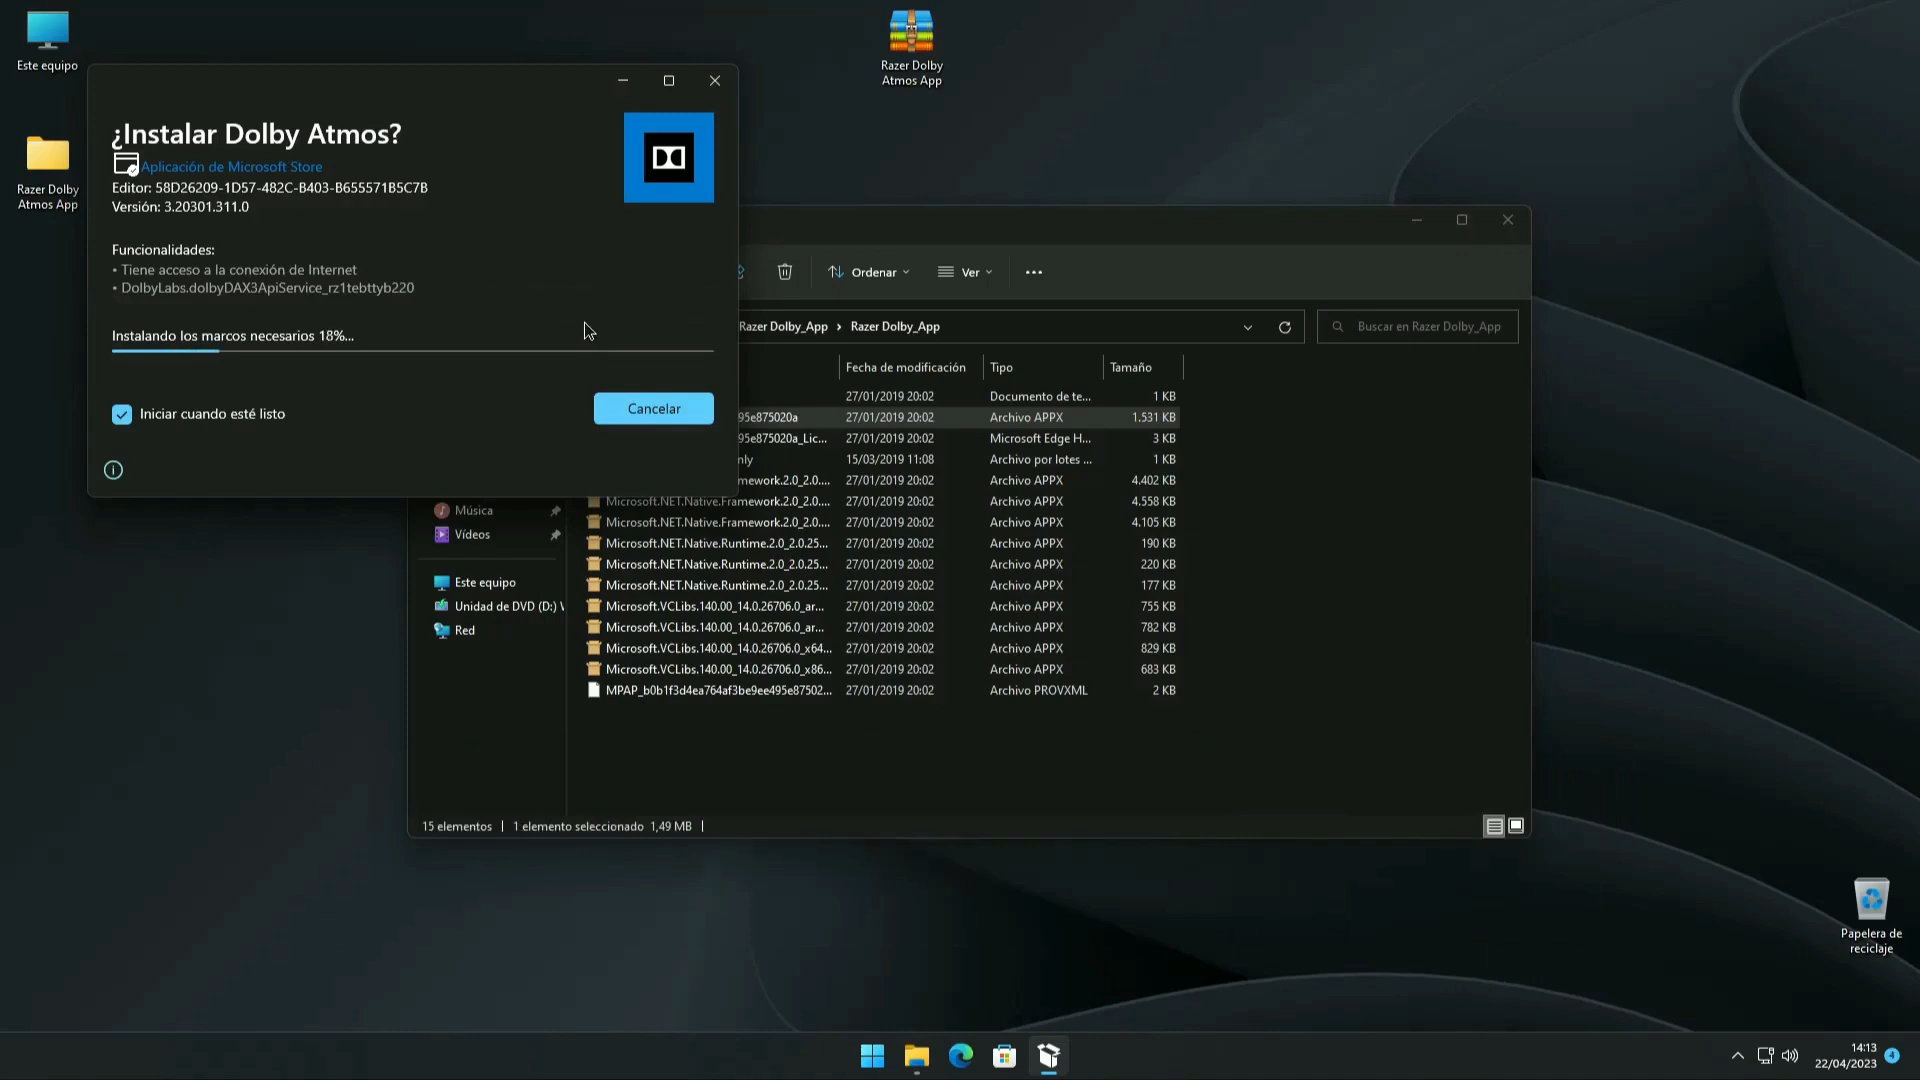 Este equipo
Razer Dolby
Atmos App
Razer Dolby
Atmos App
¿Instalar Dolby Atmos?
Aplicación de Microsoft Store
Editor: 58D26209-1D57-482C-B403-B655571B5C7B
Versión: 3.20301.311.0
Funcionalidades:
• Tiene acceso a la conexión de Internet
• DolbyLabs.dolbyDAX3ApiService_rz1tebttyb220
Instalando los marcos necesarios 18%...
Iniciar cuando esté listo
Cancelar
Ordenar
Ver
Razer Dolby_App › Razer Dolby_App
Buscar en Razer Dolby_App
Fecha de modificación Tipo Tamaño
27/01/2019 20:02 Documento de te... 1 KB
95e875020a 27/01/2019 20:02 Archivo APPX 1.531 KB
95e875020a_Lic... 27/01/2019 20:02 Microsoft Edge H... 3 KB
nly 15/03/2019 11:08 Archivo por lotes ... 1 KB
mework.2.0_2.0.... 27/01/2019 20:02 Archivo APPX 4.402 KB
Microsoft.NET.Native.Framework.2.0_2.0.... 27/01/2019 20:02 Archivo APPX 4.558 KB
Microsoft.NET.Native.Framework.2.0_2.0.... 27/01/2019 20:02 Archivo APPX 4.105 KB
Microsoft.NET.Native.Runtime.2.0_2.0.25... 27/01/2019 20:02 Archivo APPX 190 KB
Microsoft.NET.Native.Runtime.2.0_2.0.25... 27/01/2019 20:02 Archivo APPX 220 KB
Microsoft.NET.Native.Runtime.2.0_2.0.25... 27/01/2019 20:02 Archivo APPX 177 KB
Microsoft.VCLibs.140.00_14.0.26706.0_ar... 27/01/2019 20:02 Archivo APPX 755 KB
Microsoft.VCLibs.140.00_14.0.26706.0_ar... 27/01/2019 20:02 Archivo APPX 782 KB
Microsoft.VCLibs.140.00_14.0.26706.0_x64... 27/01/2019 20:02 Archivo APPX 829 KB
Microsoft.VCLibs.140.00_14.0.26706.0_x86... 27/01/2019 20:02 Archivo APPX 683 KB
MPAP_b0b1f3d4ea764af3be9ee495e87502... 27/01/2019 20:02 Archivo PROVXML 2 KB
Música
Vídeos
Este equipo
Unidad de DVD (D:)
Red
15 elementos | 1 elemento seleccionado 1,49 MB |
Papelera de
reciclaje
14:13
22/04/2023
4